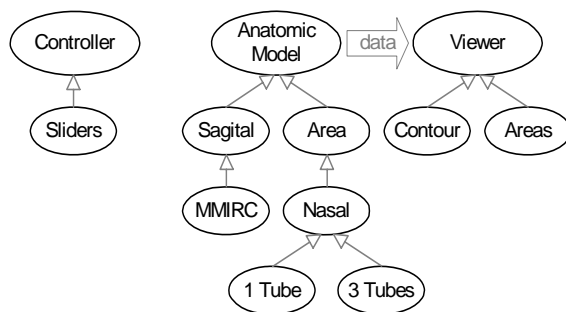 Controller
Anatomic
Model
data
Viewer
Sliders
Sagital
Area
Contour
Areas
MMIRC
Nasal
1 Tube
3 Tubes